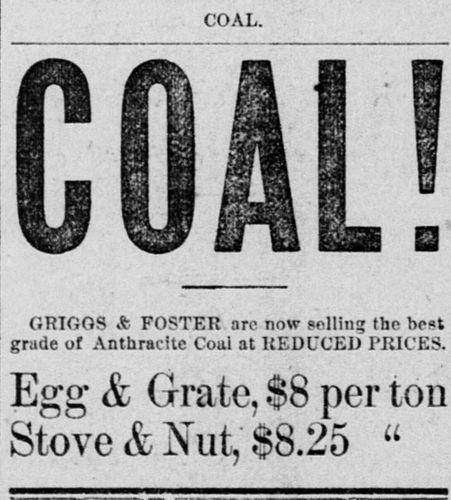 COAL.
COAL!
GRIGGS & FOSTER are now selling the best
grade of Anthracite Coal at REDUCED PRICES.
Egg & Grate, $8 per ton
Stove & Nut, $8.25 “